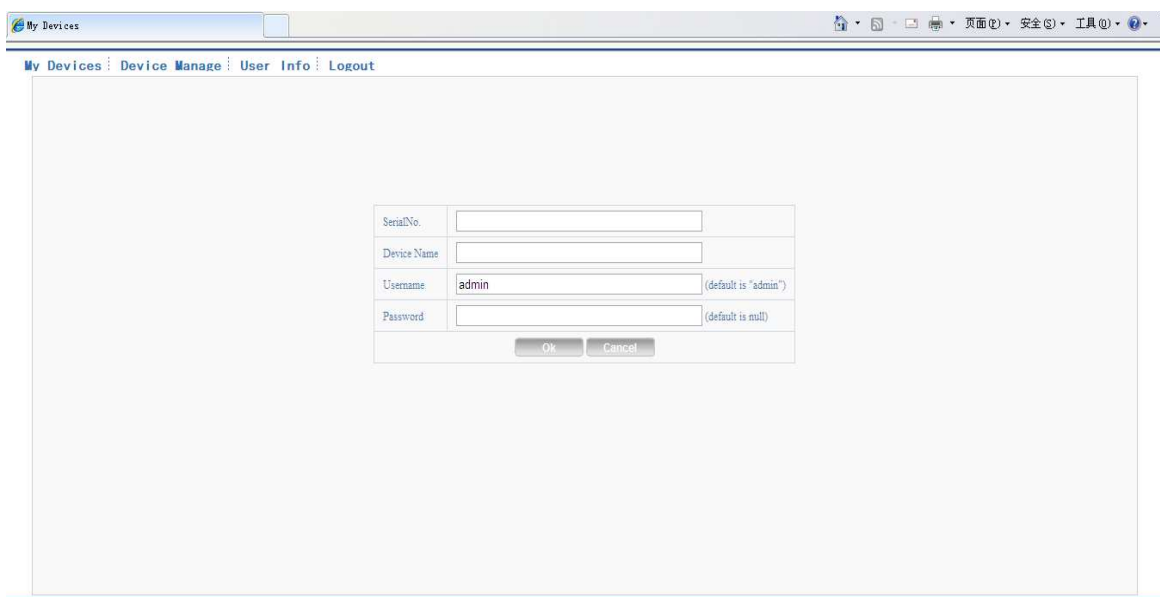 My Devices
页面(P) 安全(S) 工具(O)
My Devices Device Manage User Info Logout
SerialNo.
Device Name
Username admin (default is "admin")
Password (default is null)
Ok Cancel